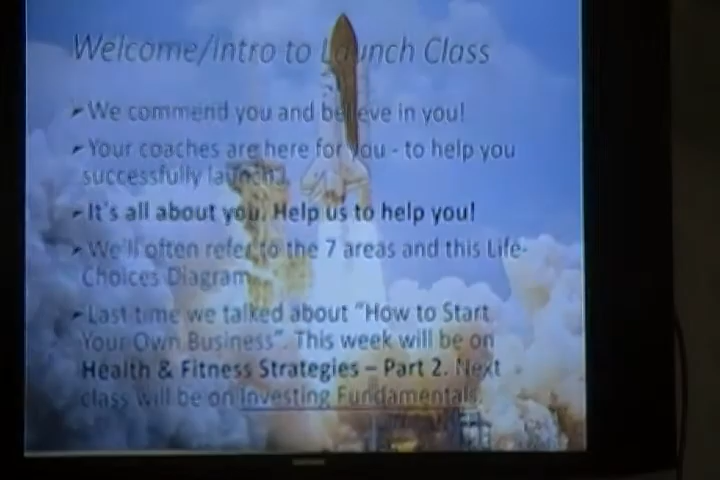 Welcome/Intro to Launch Class
➤We commend you and believe in you!
➤Your coaches are here for you - to help you
successfully launch!
➤It's all about you. Help us to help you!
➤We'll often refer to the 7 areas and this Life-
Choices Diagram
➤Last time we talked about "How to Start
Your Own Business". This week will be on
Health & Fitness Strategies – Part 2. Next
class will be on Investing Fundamentals.